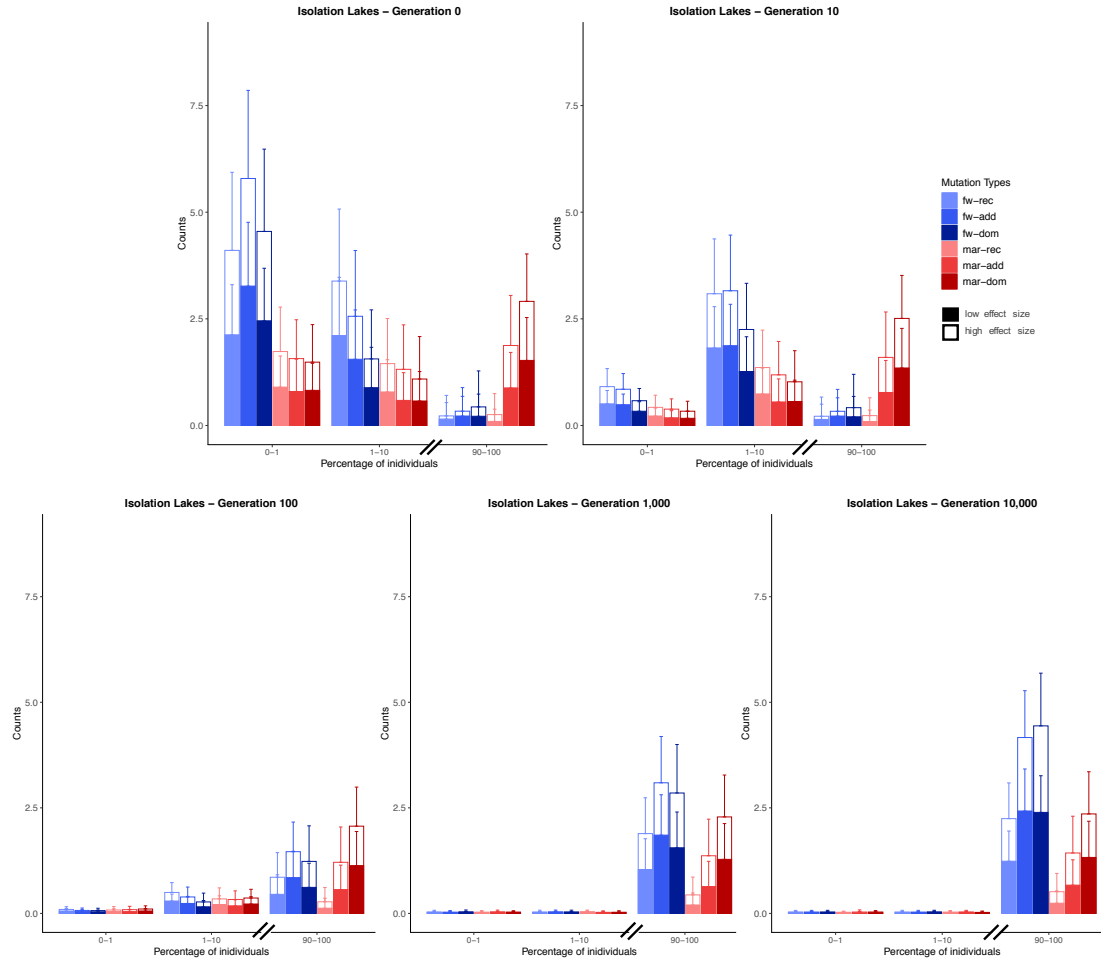 Isolation Lakes – Generation 0
Isolation Lakes – Generation 10
7.5
5.0
2.5
0.0
Counts
0–1
1–10
90–100
Percentage of inidividuals
7.5
5.0
2.5
0.0
Counts
0–1
1–10
90–100
Percentage of inidividuals
Mutation Types
fw–rec
fw–add
fw–dom
mar–rec
mar–add
mar–dom
low effect size
high effect size
Isolation Lakes – Generation 100
Isolation Lakes – Generation 1,000
Isolation Lakes – Generation 10,000
7.5
5.0
2.5
0.0
Counts
0–1
1–10
90–100
Percentage of inidividuals
7.5
5.0
2.5
0.0
Counts
0–1
1–10
90–100
Percentage of inidividuals
7.5
5.0
2.5
0.0
Counts
0–1
1–10
90–100
Percentage of inidividuals